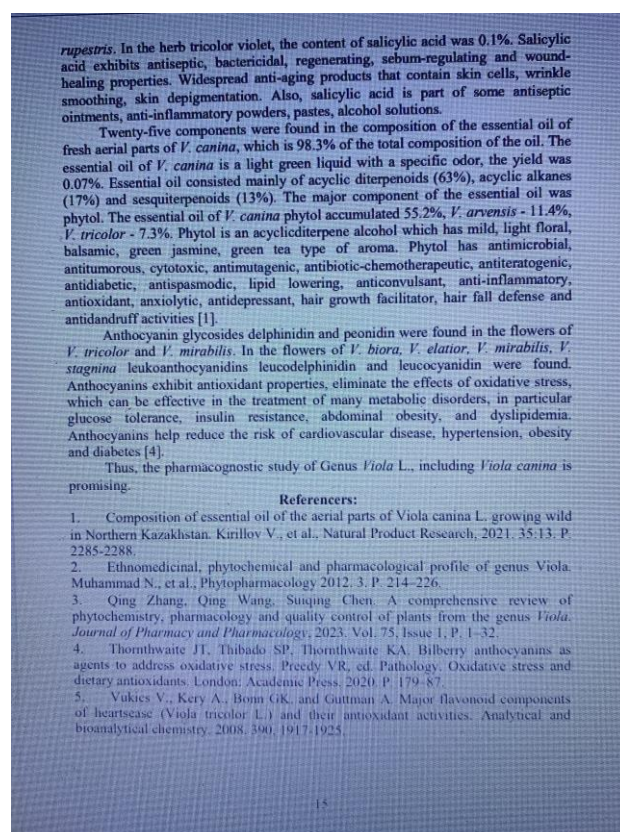 rupestris. In the herb tricolor violet, the content of salicylic acid was 0.1%. Salicylic
acid exhibits antiseptic, bactericidal, regenerating, sebum-regulating and wound-
healing properties. Widespread anti-aging products that contain skin cells, wrinkle
smoothing, skin depigmentation. Also, salicylic acid is part of some antiseptic
ointments, anti-inflammatory powders, pastes, alcohol solutions.
Twenty-five components were found in the composition of the essential oil of
fresh aerial parts of V. canina, which is 98.3% of the total composition of the oil. The
essential oil of V. canina is a light green liquid with a specific odor, the yield was
0.07%. Essential oil consisted mainly of acyclic diterpenoids (63%), acyclic alkanes
(17%) and sesquiterpenoids (13%). The major component of the essential oil was
phytol. The essential oil of V. canina phytol accumulated 55.2%, V. arvensis - 11.4%,
V. tricolor - 7.3%. Phytol is an acyclicditerpene alcohol which has mild, light floral,
balsamic, green jasmine, green tea type of aroma. Phytol has antimicrobial,
antitumorous, cytotoxic, antimutagenic, antibiotic-chemotherapeutic, antiteratogenic,
antidiabetic, antispasmodic, lipid lowering, anticonvulsant, anti-inflammatory,
antioxidant, anxiolytic, antidepressant, hair growth facilitator, hair fall defense and
antidandruff activities [1].
Anthocyanin glycosides delphinidin and peonidin were found in the flowers of
V. tricolor and V. mirabilis. In the flowers of V. biora, V. elatior, V. mirabilis, V.
stagnina leukoanthocyanidins leucodelphinidin and leucocyanidin were found.
Anthocyanins exhibit antioxidant properties, eliminate the effects of oxidative stress,
which can be effective in the treatment of many metabolic disorders, in particular
glucose tolerance, insulin resistance, abdominal obesity, and dyslipidemia.
Anthocyanins help reduce the risk of cardiovascular disease, hypertension, obesity
and diabetes [4].
Thus, the pharmacognostic study of Genus Viola L., including Viola canina is
promising.
Referencers:
1. Composition of essential oil of the aerial parts of Viola canina L. growing wild
in Northern Kazakhstan. Kirillov V., et al., Natural Product Research, 2021. 35:13. P.
2285-2288.
2. Ethnomedicinal, phytochemical and pharmacological profile of genus Viola.
Muhammad N., et al., Phytopharmacology 2012. 3. P. 214–226.
3. Qing Zhang, Qing Wang, Suiqing Chen. A comprehensive review of
phytochemistry, pharmacology and quality control of plants from the genus Viola.
Journal of Pharmacy and Pharmacology, 2023. Vol. 75, Issue 1, P. 1–32.
4. Thornthwaite JT, Thibado SP, Thornthwaite KA. Bilberry anthocyanins as
agents to address oxidative stress. Preedy VR, ed. Pathology. Oxidative stress and
dietary antioxidants. London: Academic Press. 2020. P. 179–87.
5. Vukics V., Kery A., Bonn GK. and Guttman A. Major flavonoid components
of heartsease (Viola tricolor L.) and their antioxidant activities. Analytical and
bioanalytical chemistry. 2008. 390. 1917-1925.
15